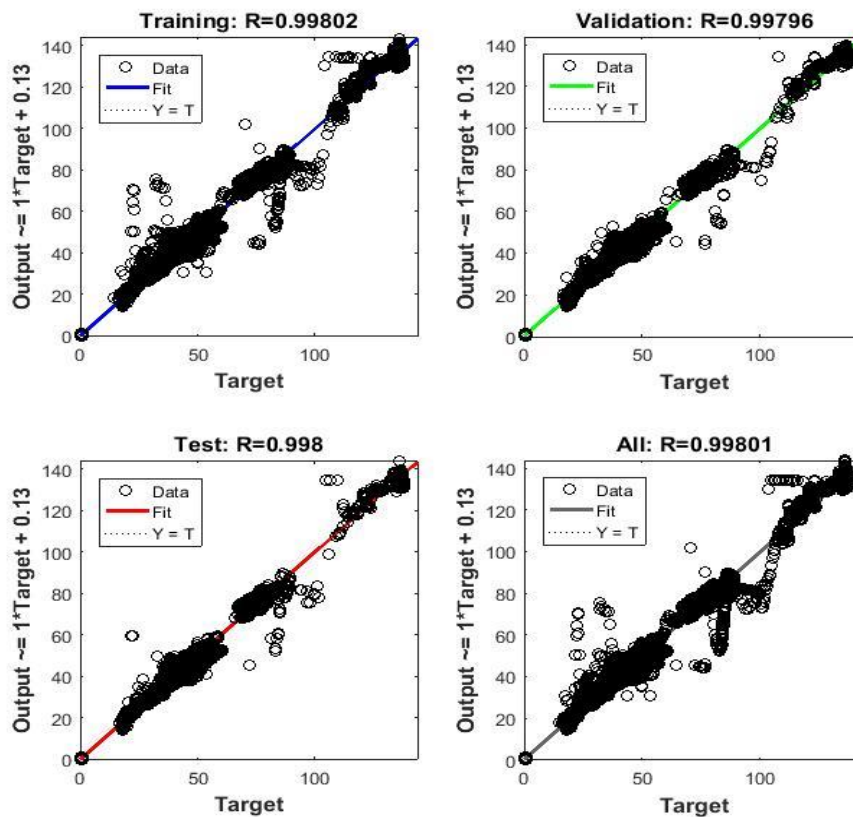 Training: R=0.99802
Output ~= 1*Target + 0.13
140
120
100
80
60
40
20
0
Data
Fit
Y = T
0
50
100
Target
Validation: R=0.99796
Output ~= 1*Target + 0.13
140
120
100
80
60
40
20
0
Data
Fit
Y = T
0
50
100
Target
Test: R=0.998
Output ~= 1*Target + 0.13
140
120
100
80
60
40
20
0
Data
Fit
Y = T
0
50
100
Target
All: R=0.99801
Output ~= 1*Target + 0.13
140
120
100
80
60
40
20
0
Data
Fit
Y = T
0
50
100
Target